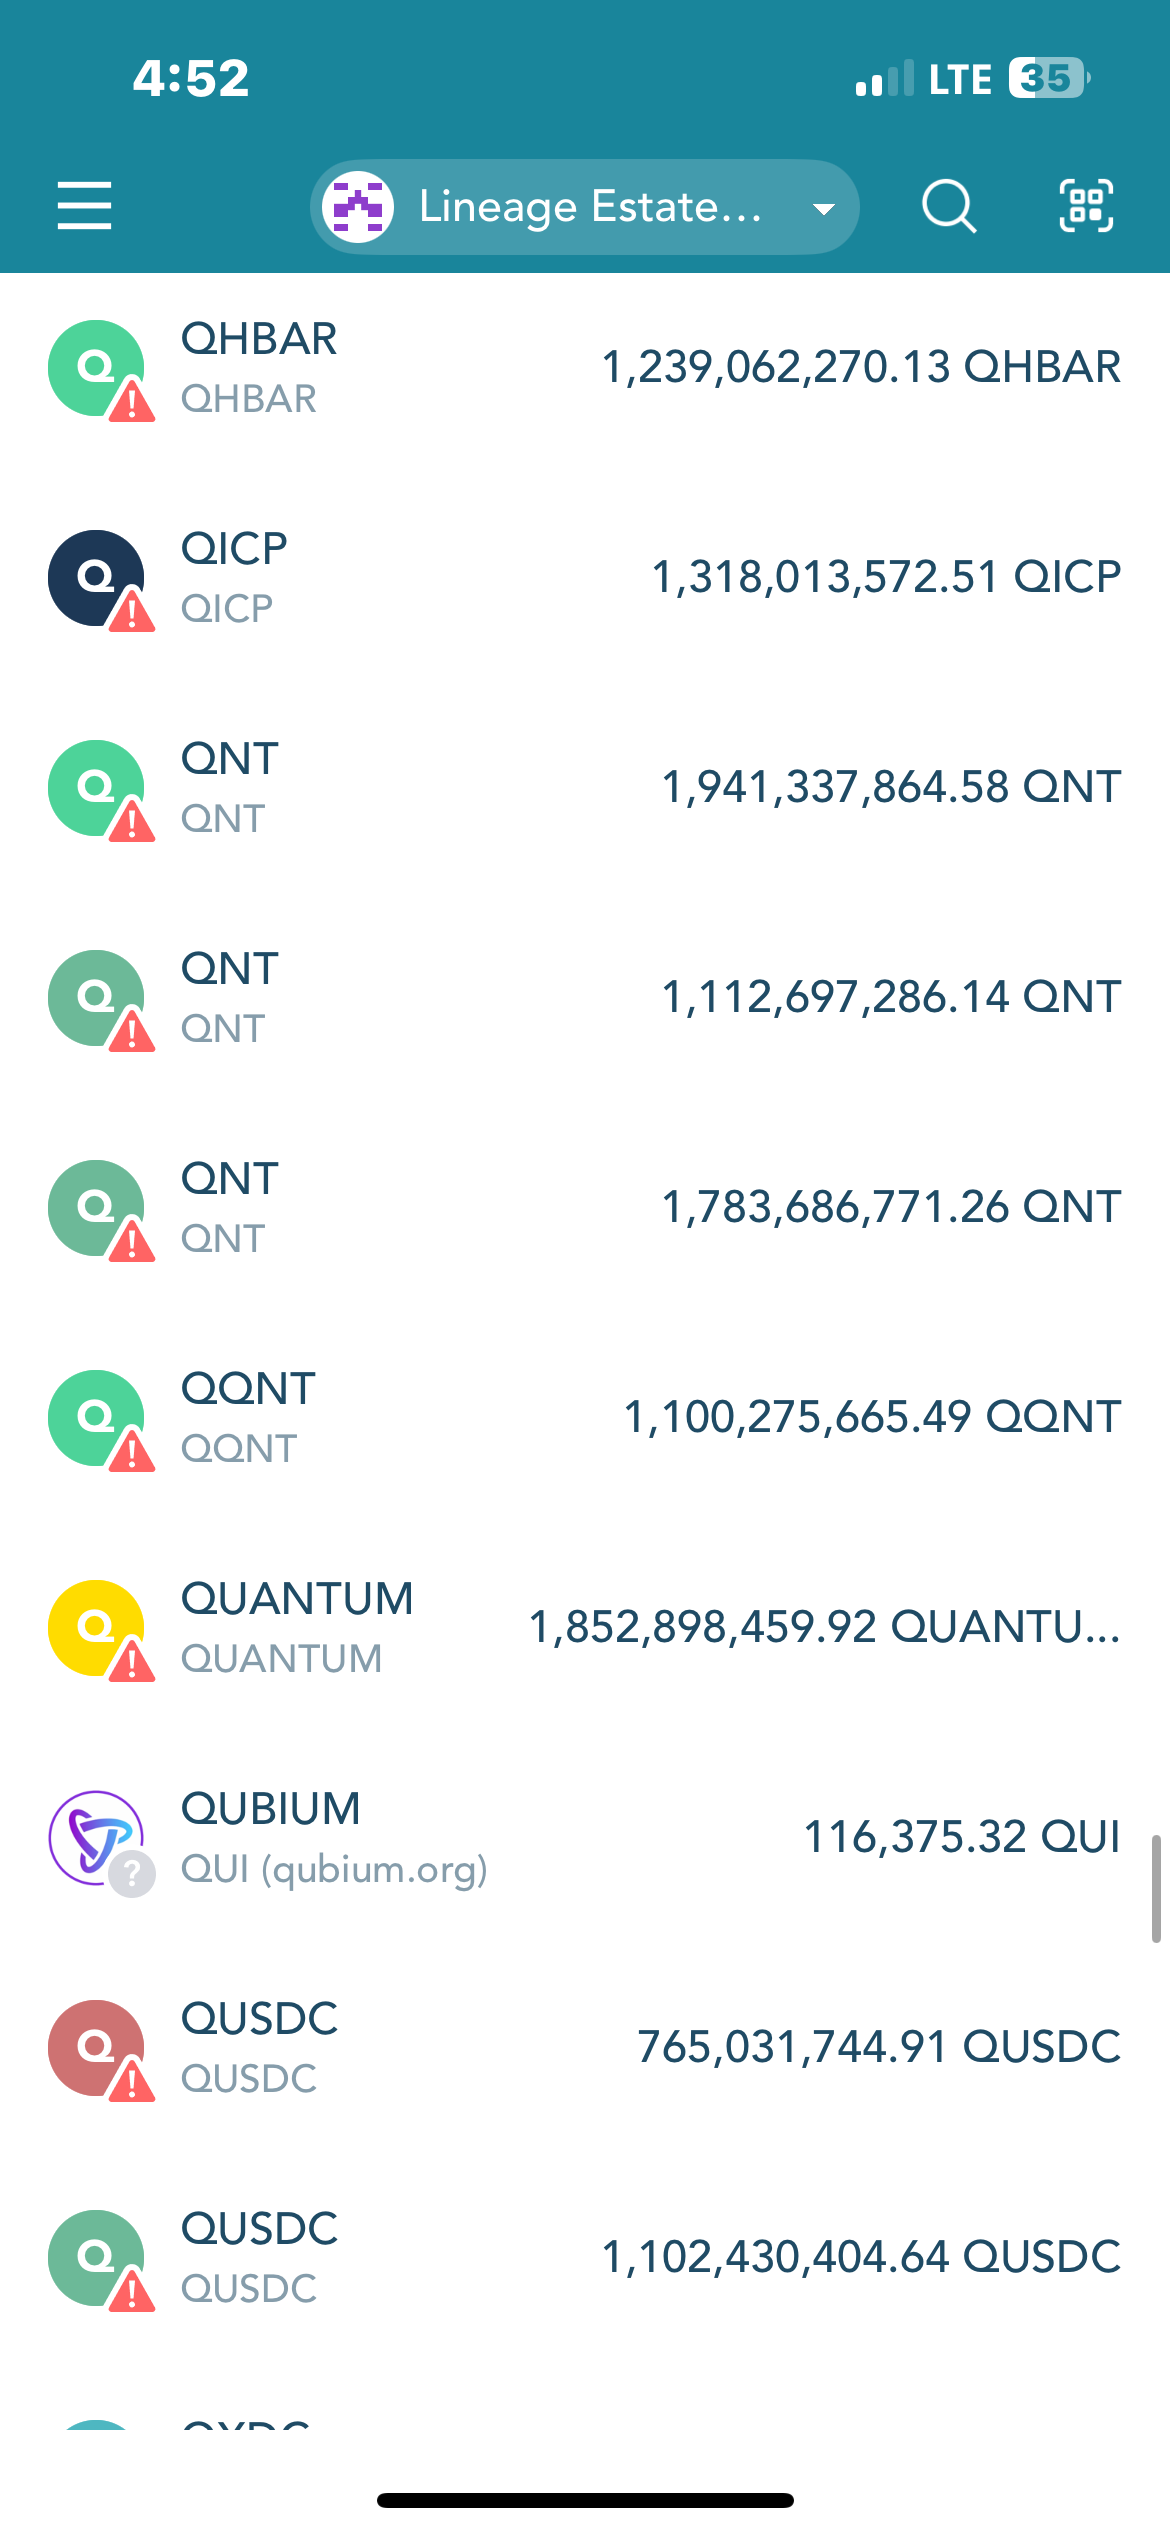 4:52
LTE 35
Lineage Estate...
QHBAR
QHBAR
1,239,062,270.13 QHBAR
QICP
QICP
1,318,013,572.51 QICP
QNT
QNT
1,941,337,864.58 QNT
QNT
QNT
1,112,697,286.14 QNT
QNT
QNT
1,783,686,771.26 QNT
QQNT
QQNT
1,100,275,665.49 QQNT
QUANTUM
QUANTUM
1,852,898,459.92 QUANTU...
QUBIUM
QUI (qubium.org)
116,375.32 QUI
QUSDC
QUSDC
765,031,744.91 QUSDC
QUSDC
QUSDC
1,102,430,404.64 QUSDC